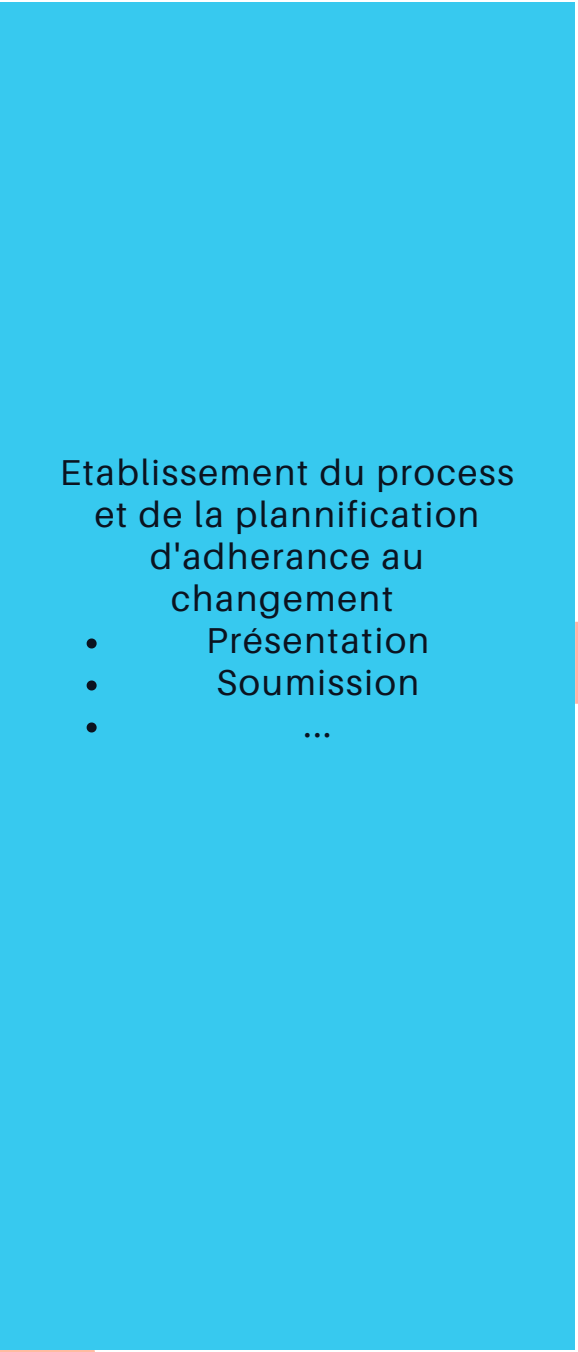 Etablissement du process
et de la plannification
d'adherance au
changement
• Présentation
• Soumission
• ...